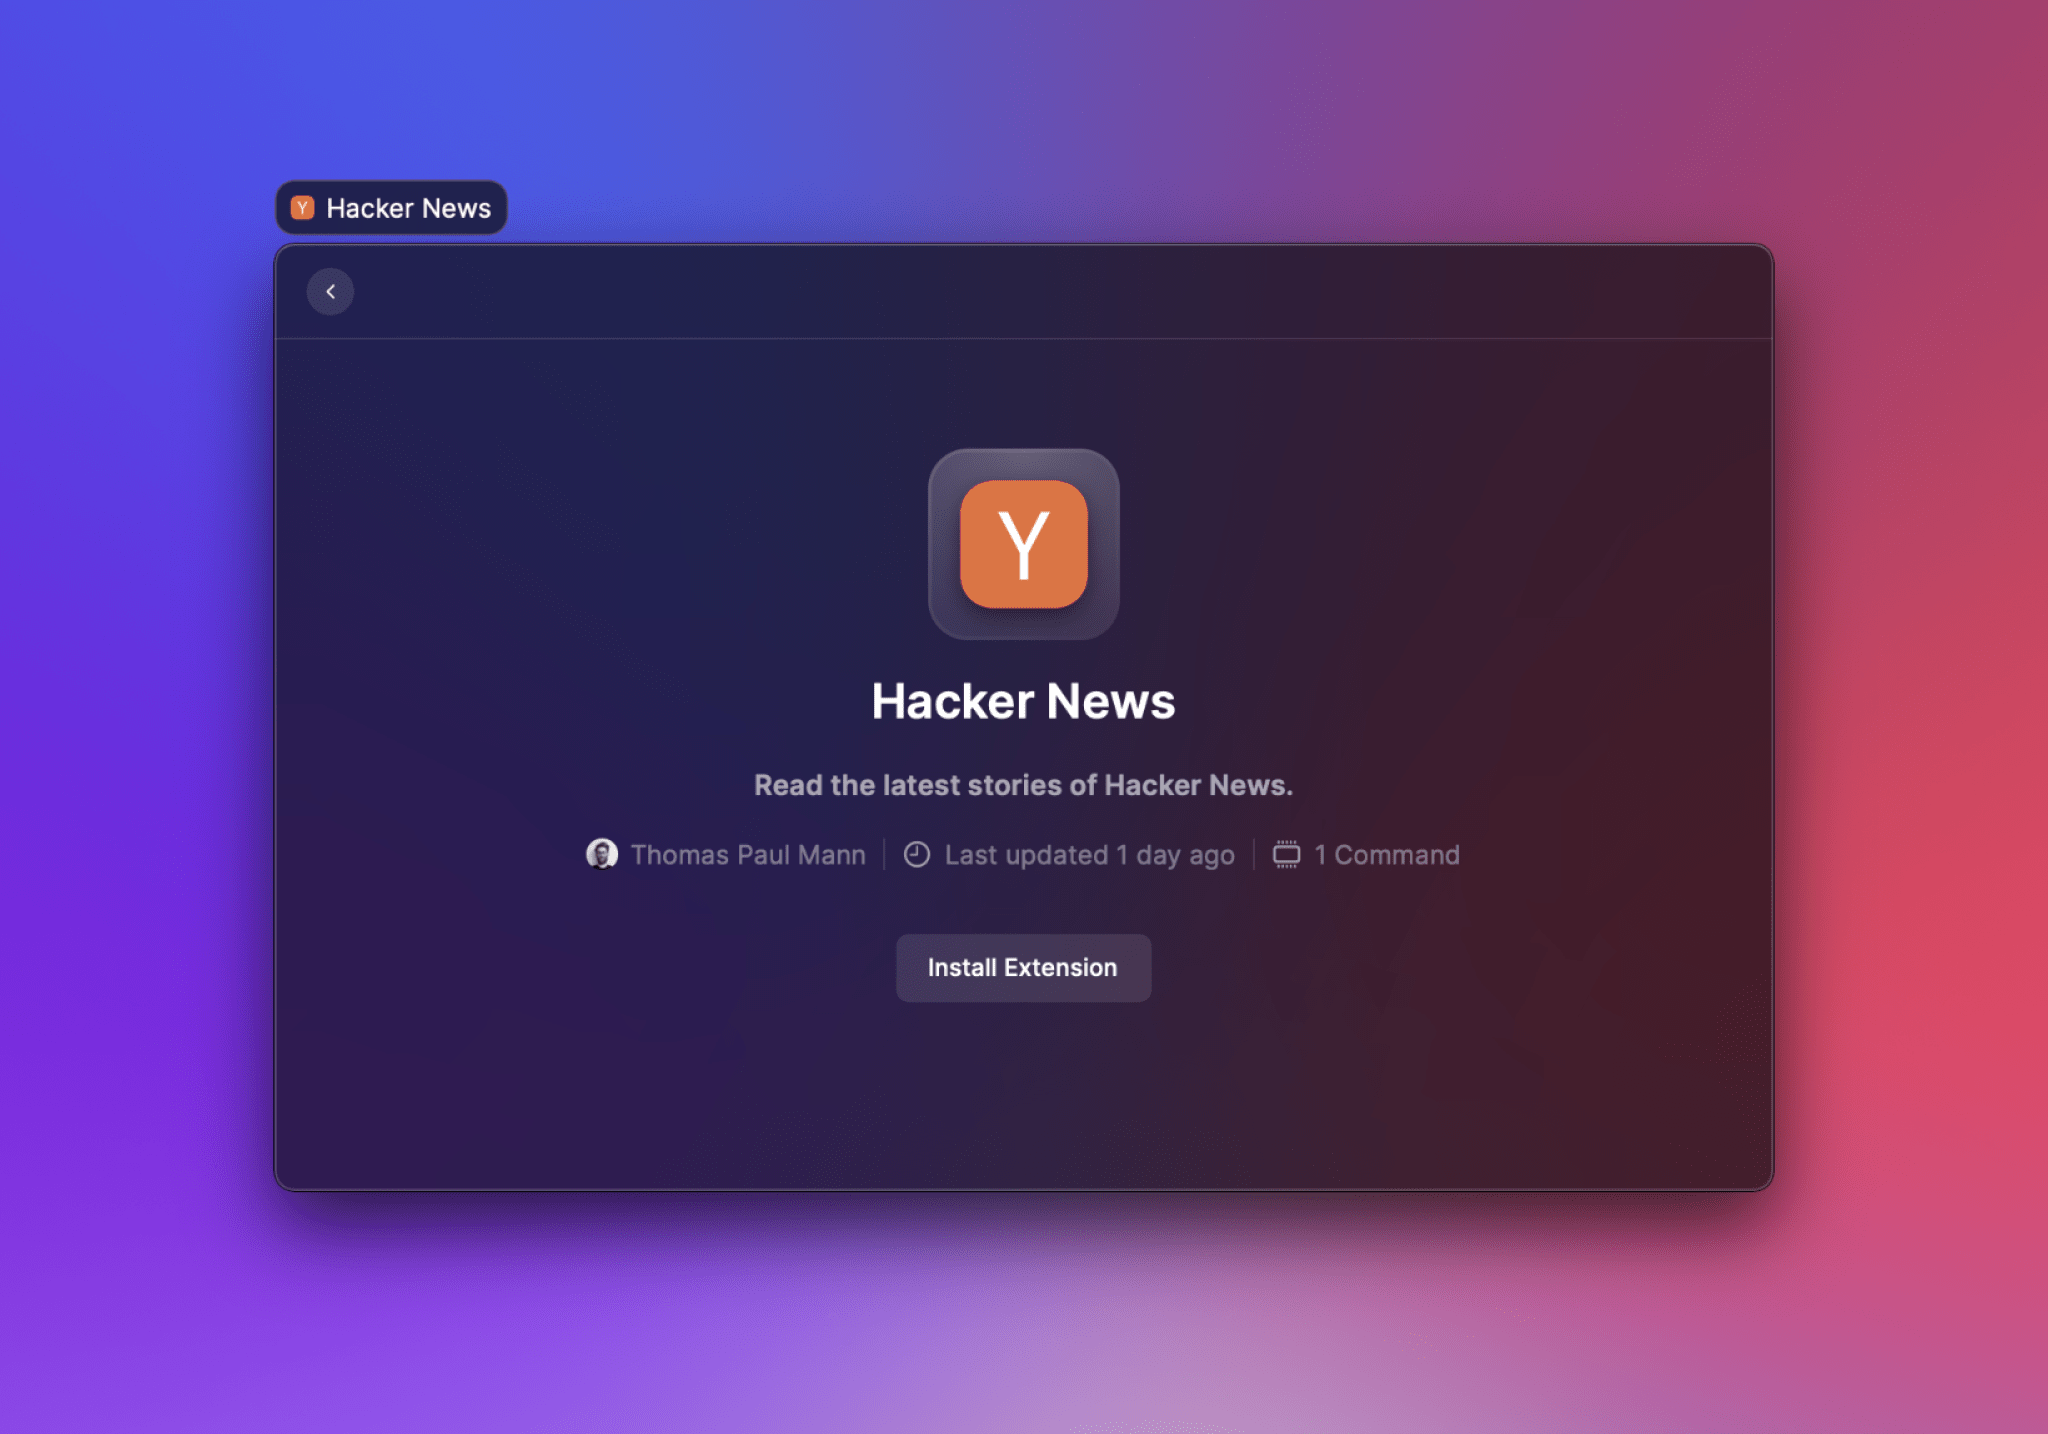 Y Hacker News
Y
Hacker News
Read the latest stories of Hacker News.
Thomas Paul Mann Last updated 1 day ago 1 Command
Install Extension